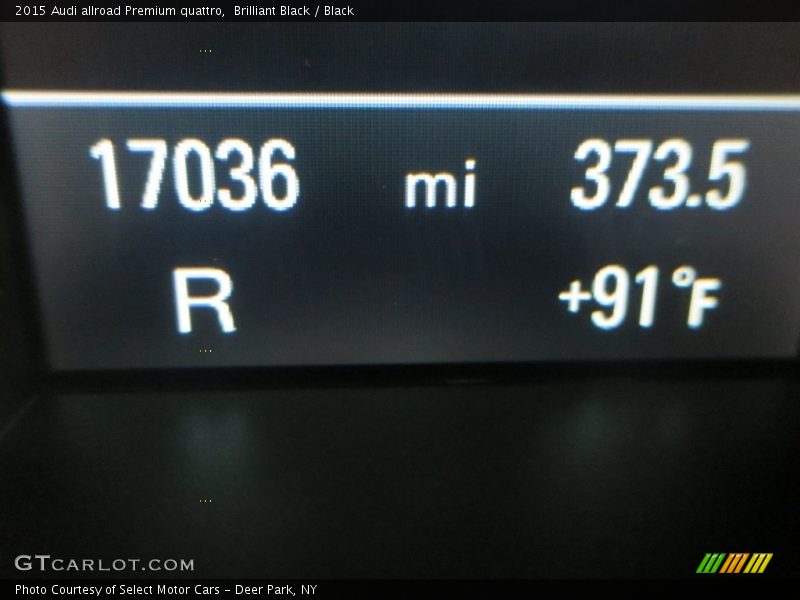 2015 Audi allroad Premium quattro,  Brilliant Black / Black
17036 mi 373.5
R +91°F
GTCARLOT.COM
Photo Courtesy of Select Motor Cars - Deer Park, NY